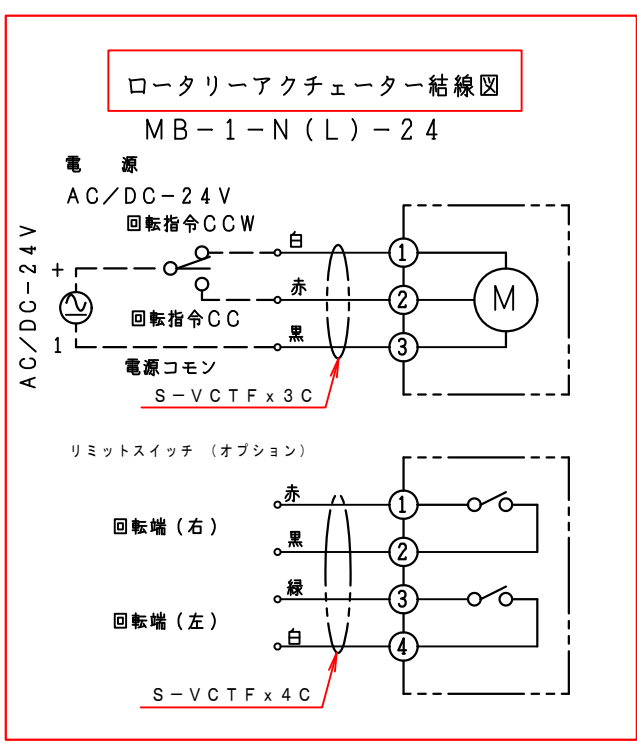 ロータリーアクチェーター結線図
MB-1-N(L)-24
電 源
AC/DC-24V
回転指令CCW
白
1
AC/DC-24V
+
赤
2
M
回転指令CC
黒
3
1
電源コモン
S-VCTFx3C
リミットスイッチ (オプション)
赤
1
回転端(右)
黒
2
緑
3
回転端(左)
白
4
S-VCTFx4C